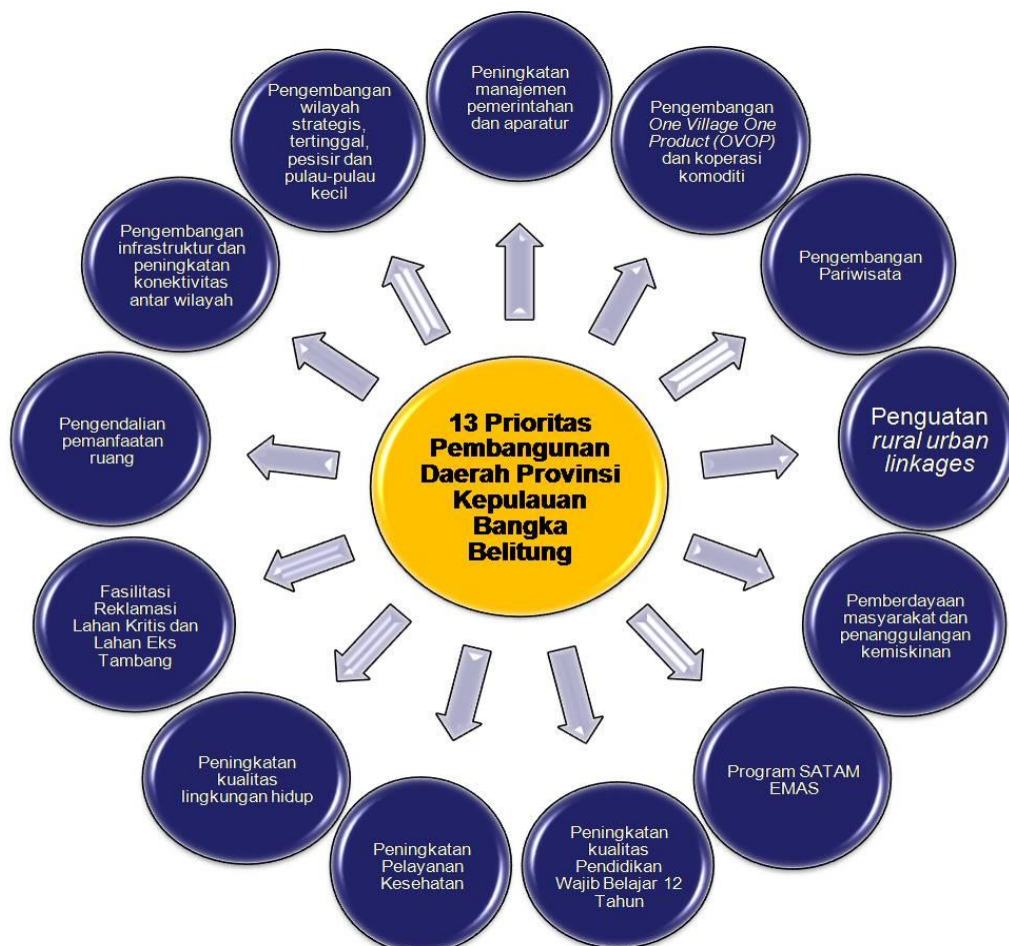 Peningkatan
manajemen
pemerintahan
dan aparatur
Pengembangan
One Village One
Product (OVOP)
dan koperasi
komoditi
Pengembangan
Pariwisata
Penguatan
rural urban
linkages
Pemberdayaan
masyarakat dan
penanggulangan
kemiskinan
Program SATAM
EMAS
Peningkatan
kualitas
Pendidikan
Wajib Belajar 12
Tahun
Peningkatan
Pelayanan
Kesehatan
Peningkatan
kualitas
lingkungan hidup
Fasilitasi
Reklamasi
Lahan Kritis dan
Lahan Eks
Tambang
Pengendalian
pemanfaatan
ruang
Pengembangan
infrastruktur dan
peningkatan
konektivitas
antar wilayah
Pengembangan
wilayah
strategis,
tertinggal,
pesisir dan
pulau-pulau
kecil
13 Prioritas
Pembangunan
Daerah Provinsi
Kepulauan
Bangka
Belitung